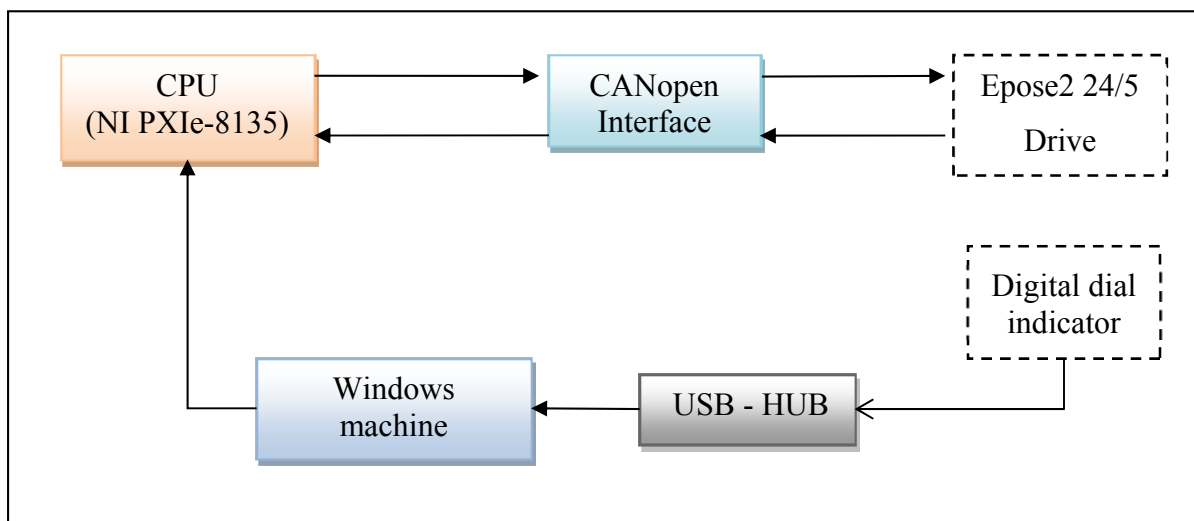 CPU
(NI PXIe-8135)
CANopen
Interface
Epose2 24/5
Drive
Digital dial
indicator
Windows
machine
USB - HUB